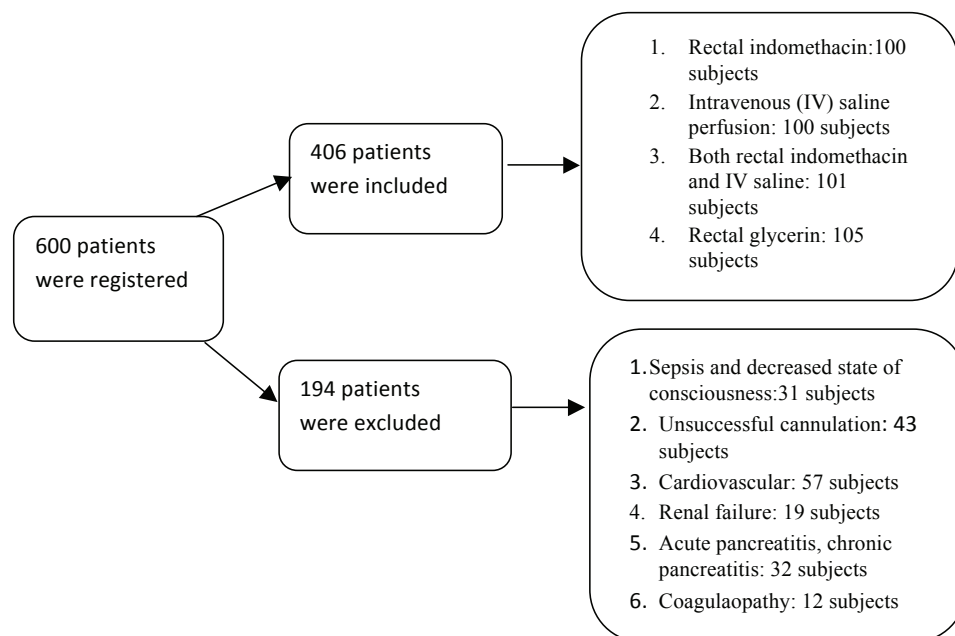 600 patients
were registered
406 patients
were included
1. Rectal indomethacin:100
subjects
2. Intravenous (IV) saline
perfusion: 100 subjects
3. Both rectal indomethacin
and IV saline: 101
subjects
4. Rectal glycerin: 105
subjects
194 patients
were excluded
1.Sepsis and decreased state of
consciousness:31 subjects
2. Unsuccessful cannulation: 43
subjects
3. Cardiovascular: 57 subjects
4. Renal failure: 19 subjects
5. Acute pancreatitis, chronic
pancreatitis: 32 subjects
6. Coagulaopathy: 12 subjects